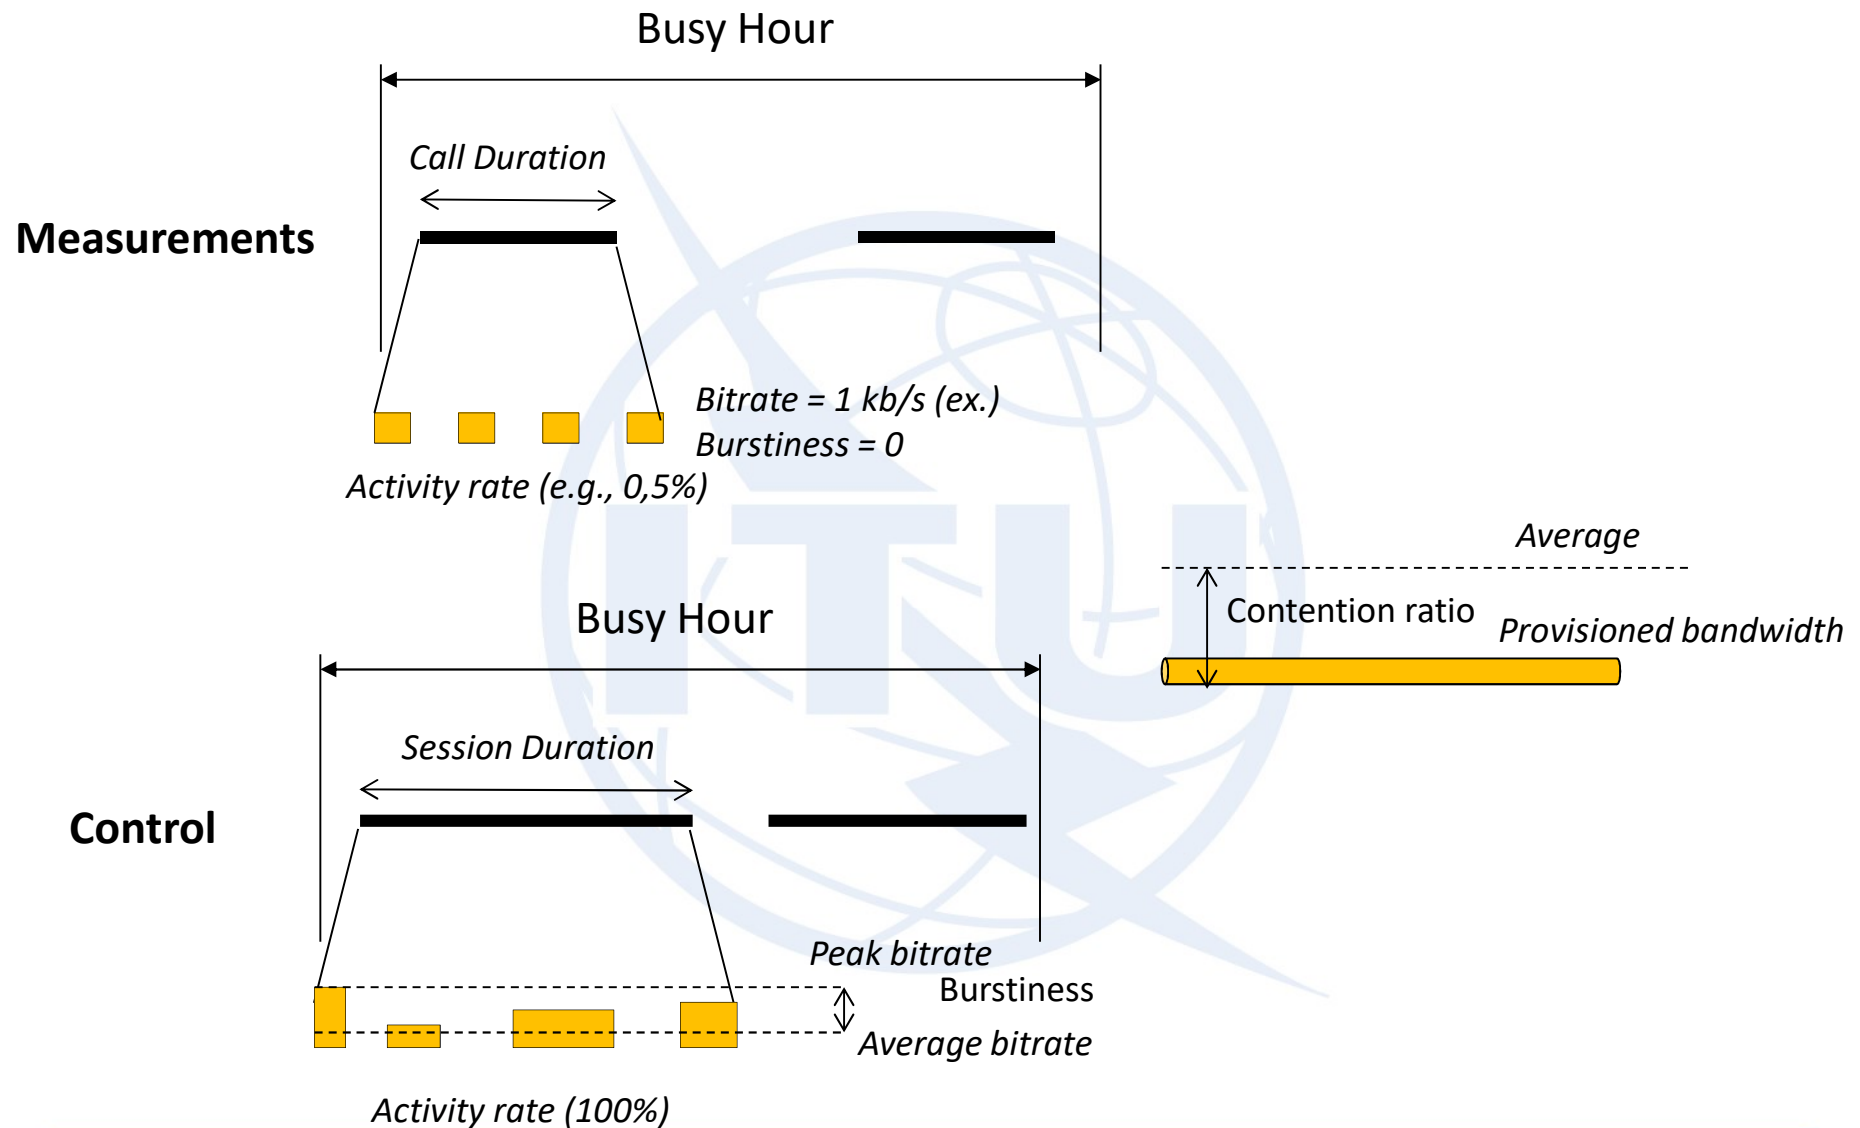 Busy Hour
Call Duration
Measurements
Bitrate = 1 kb/s (ex.)
Burstiness = 0
Activity rate (e.g., 0,5%)
ITU
Average
Contention ratio
Provisioned bandwidth
Busy Hour
Session Duration
Control
Peak bitrate
Burstiness
Average bitrate
Activity rate (100%)